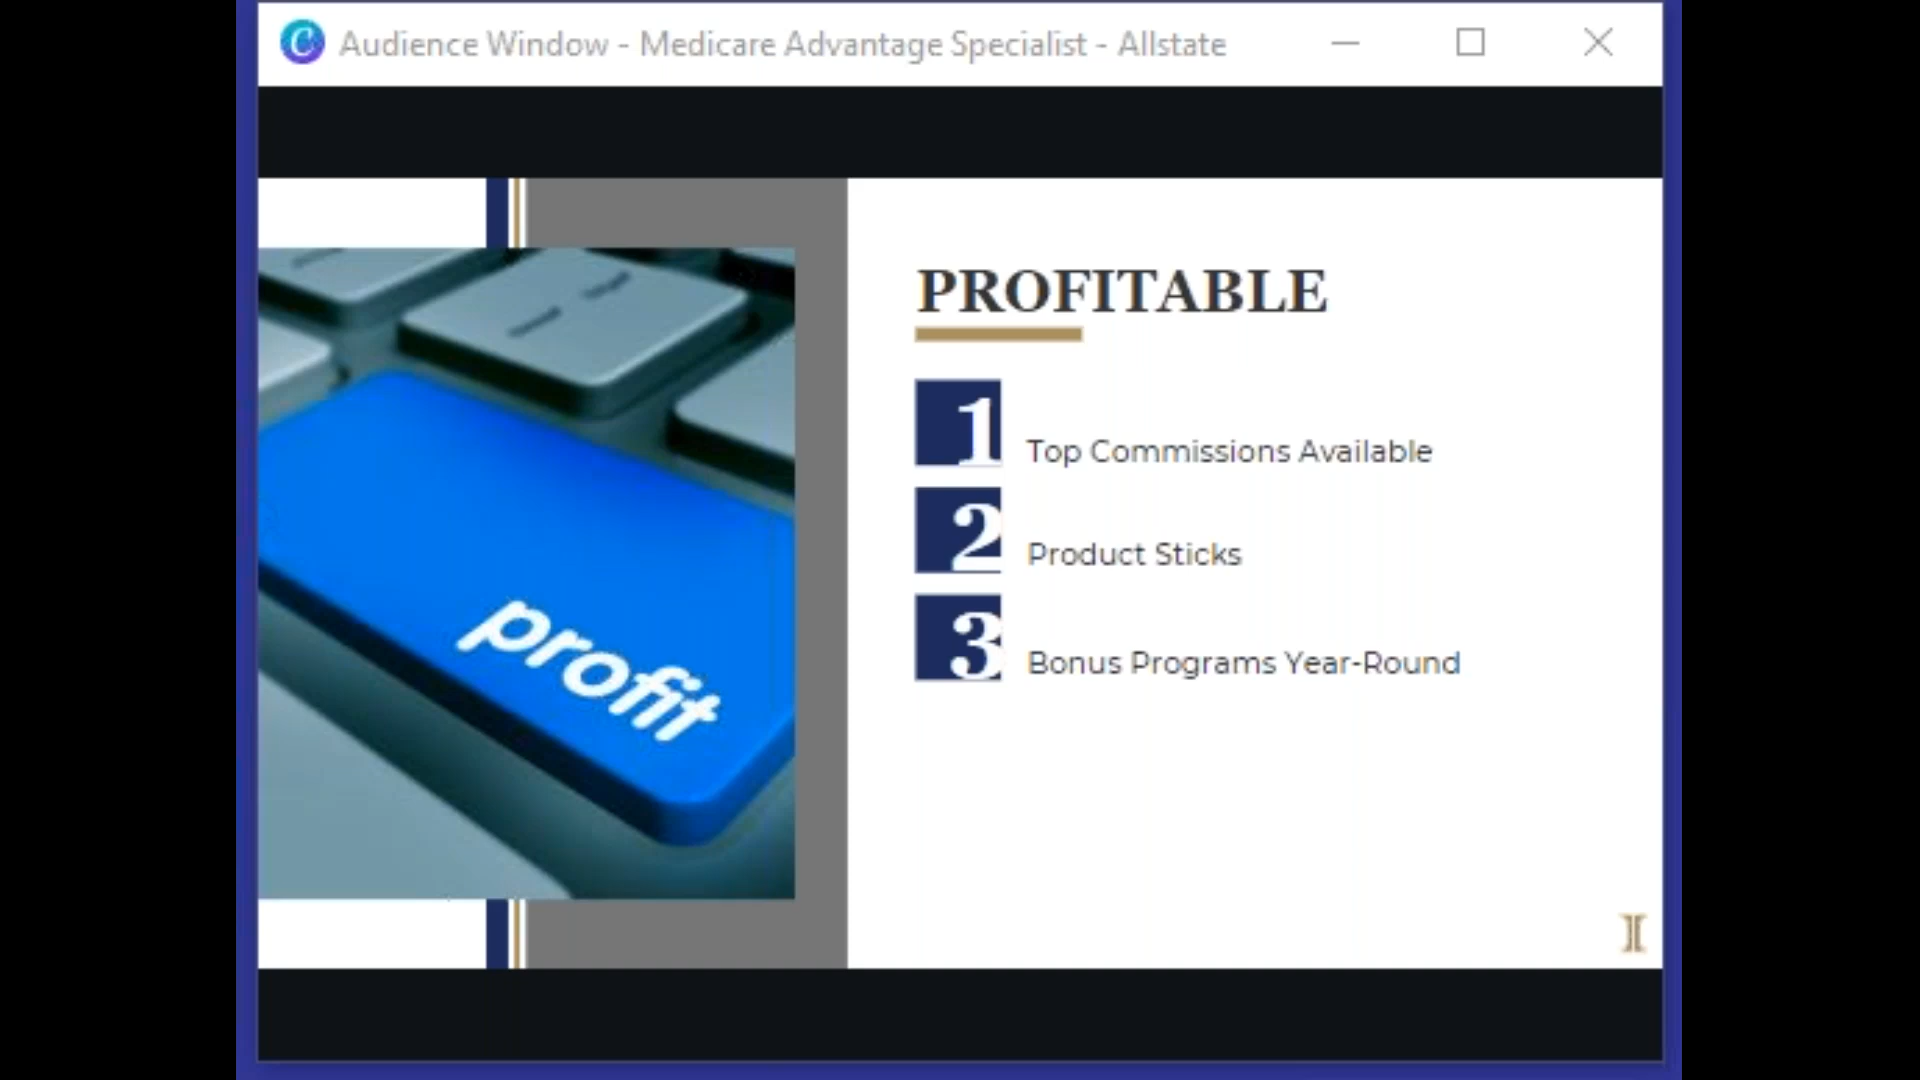 Audience Window - Medicare Advantage Specialist - Allstate
PROFITABLE
1
Top Commissions Available
2
Product Sticks
3
Bonus Programs Year-Round
profit